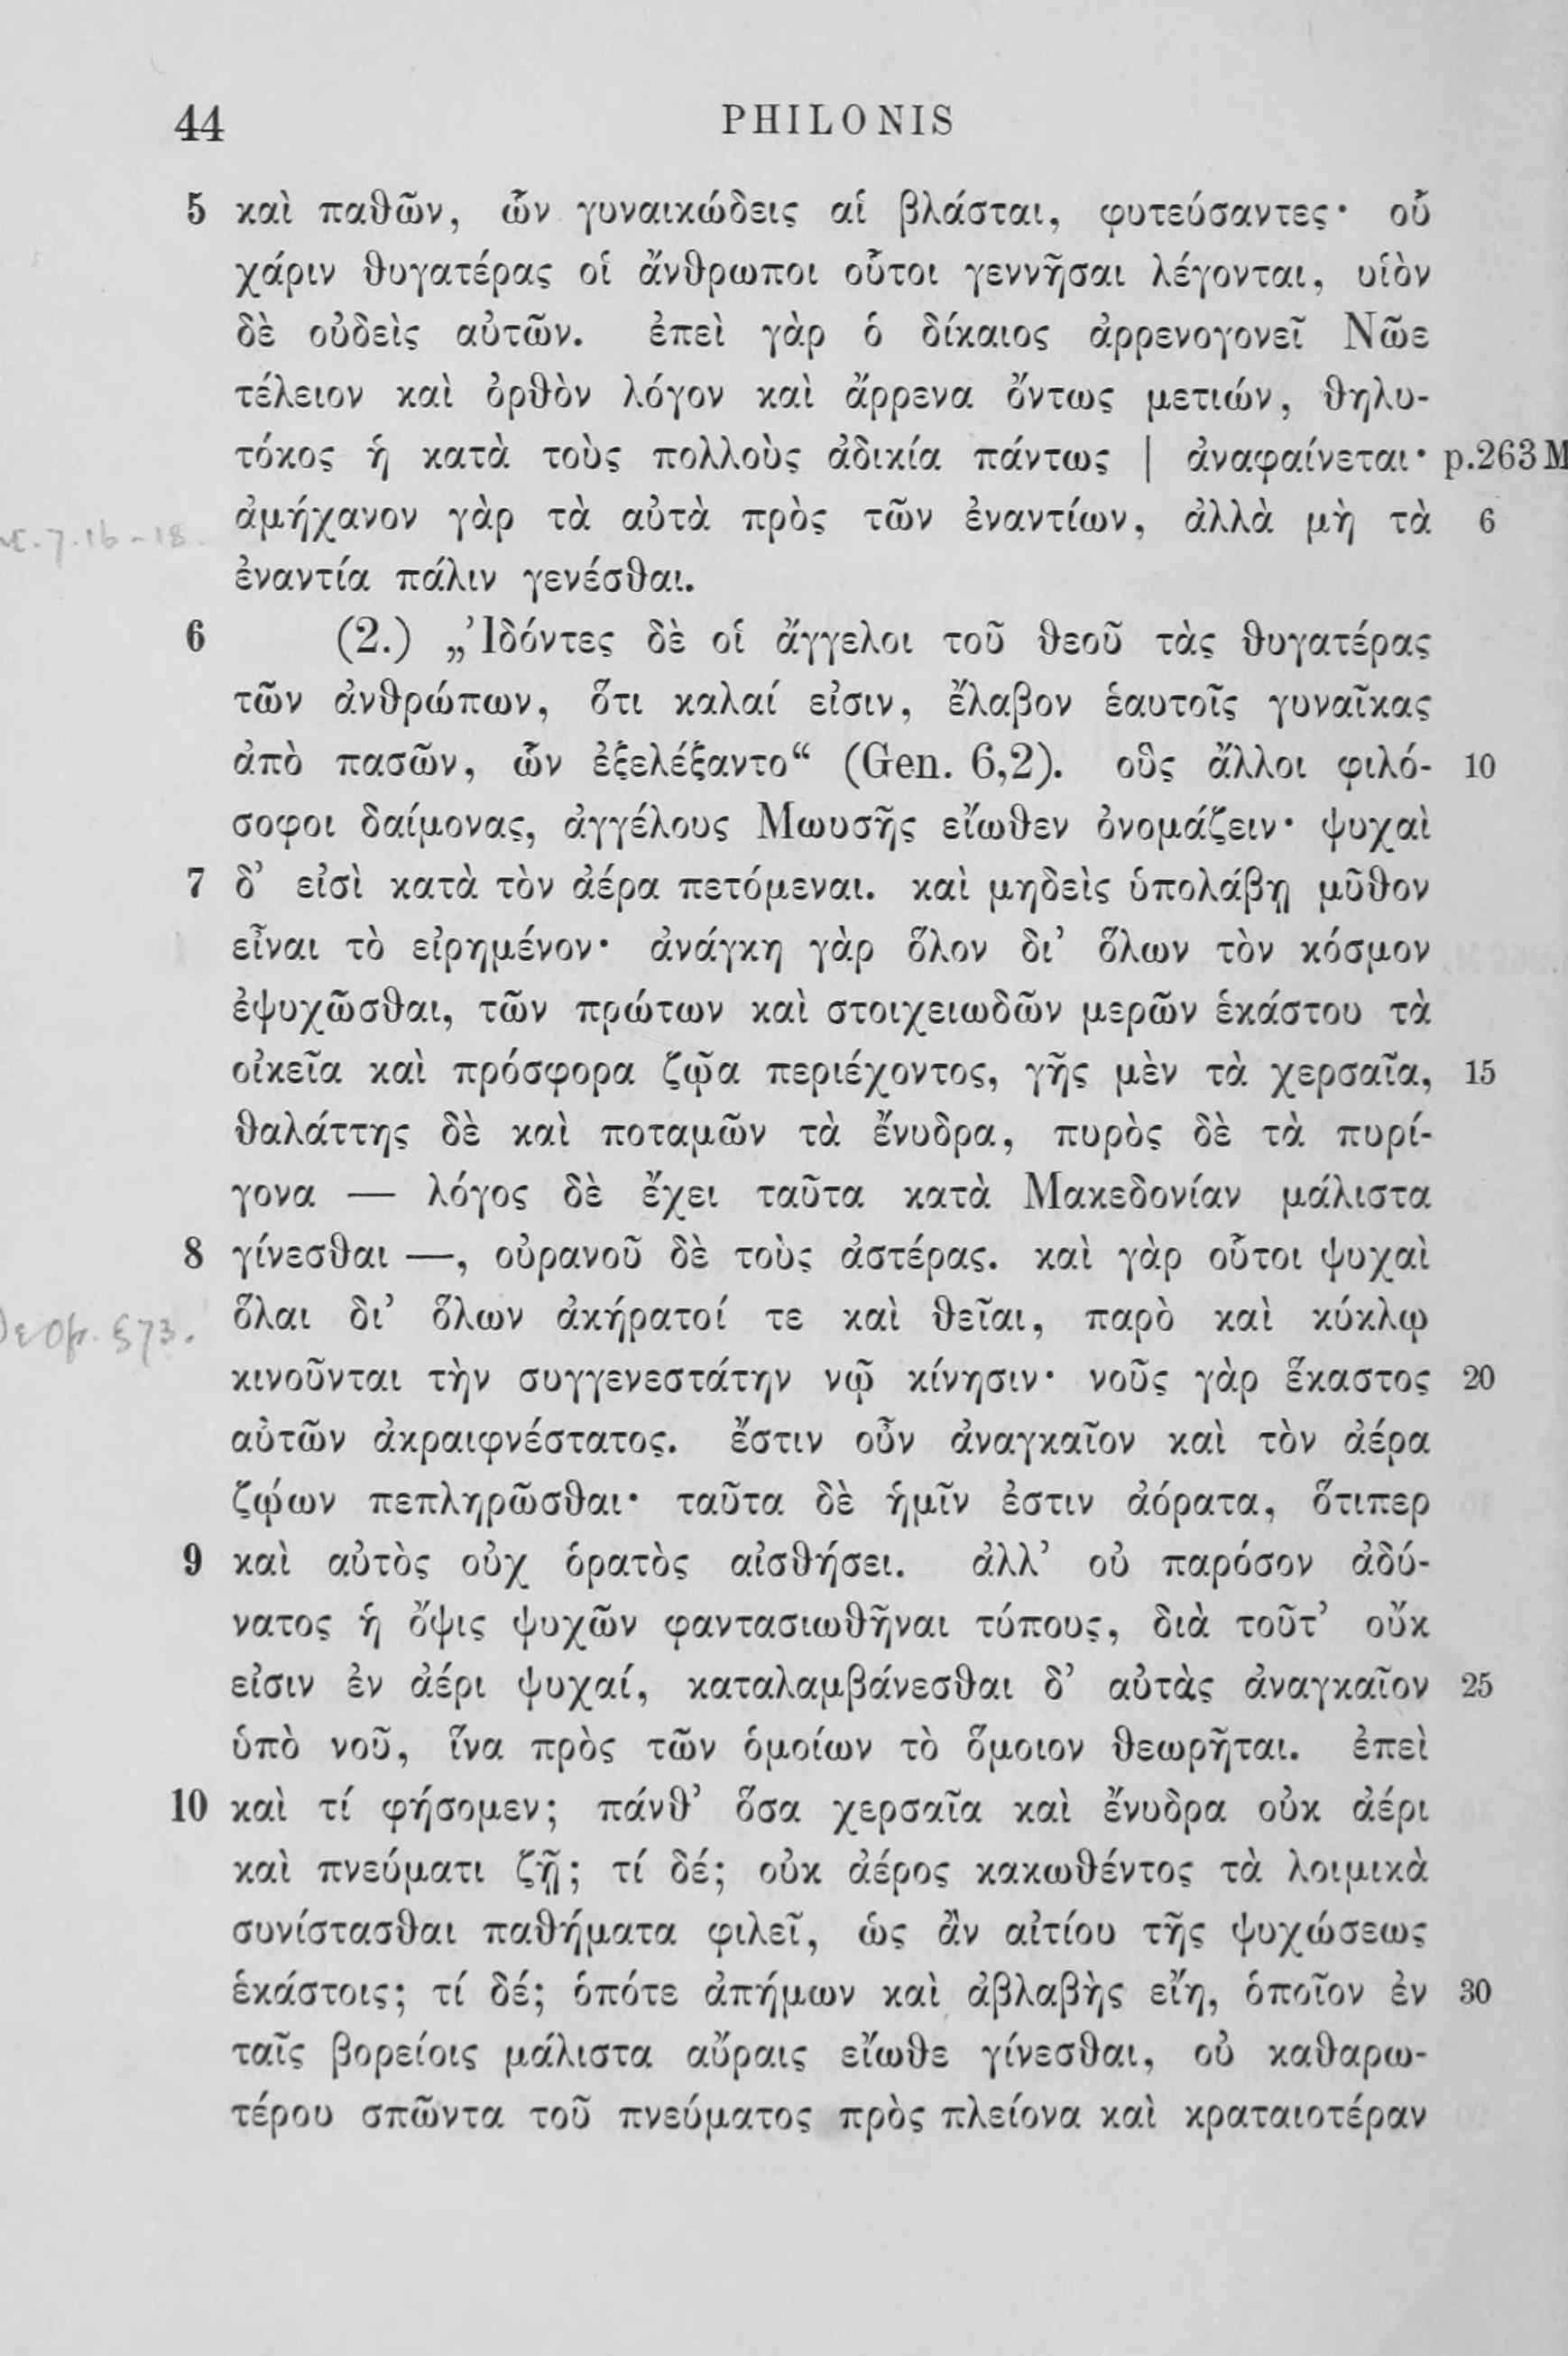 44 PHILONIS
5 καὶ παθῶν, ὧν γυναικώδεις αἱ βλάσται, φυτεύσαντες· οὗ
χάριν θυγατέρας οἱ ἄνθρωποι οὗτοι γεννῆσαι λέγονται, υἱὸν
δὲ οὐδεὶς αὐτῶν. ἐπεὶ γὰρ ὁ δίκαιος ἀρρενογονεῖ Νῶε
τέλειον καὶ ὀρθὸν λόγον καὶ ἄρρενα ὄντως μετιών, θηλυ-
τόκος ἡ κατὰ τοὺς πολλοὺς ἀδικία πάντως | ἀναφαίνεται· p.263 M
ἀμήχανον γὰρ τὰ αὐτὰ πρὸς τῶν ἐναντίων, ἀλλὰ μὴ τὰ 6
ἐναντία πάλιν γενέσθαι.
6 (2.) „Ἰδόντες δὲ οἱ ἄγγελοι τοῦ θεοῦ τὰς θυγατέρας
τῶν ἀνθρώπων, ὅτι καλαί εἰσιν, ἔλαβον ἑαυτοῖς γυναῖκας
ἀπὸ πασῶν, ὧν ἐξελέξαντο“ (Gen. 6,2). οὓς ἄλλοι φιλό- 10
σοφοι δαίμονας, ἀγγέλους Μωυσῆς εἴωθεν ὀνομάζειν· ψυχαὶ
7 δ’ εἰσὶ κατὰ τὸν ἀέρα πετόμεναι. καὶ μηδεὶς ὑπολάβῃ μῦθον
εἶναι τὸ εἰρημένον· ἀνάγκη γὰρ ὅλον δι’ ὅλων τὸν κόσμον
ἐψυχῶσθαι, τῶν πρώτων καὶ στοιχειωδῶν μερῶν ἑκάστου τὰ
οἰκεῖα καὶ πρόσφορα ζῷα περιέχοντος, γῆς μὲν τὰ χερσαῖα, 15
θαλάττης δὲ καὶ ποταμῶν τὰ ἔνυδρα, πυρὸς δὲ τὰ πυρί-
γονα — λόγος δὲ ἔχει ταῦτα κατὰ Μακεδονίαν μάλιστα
8 γίνεσθαι —, οὐρανοῦ δὲ τοὺς ἀστέρας. καὶ γὰρ οὗτοι ψυχαὶ
ὅλαι δι’ ὅλων ἀκήρατοί τε καὶ θεῖαι, παρὸ καὶ κύκλῳ
κινοῦνται τὴν συγγενεστάτην νῷ κίνησιν· νοῦς γὰρ ἕκαστος 20
αὐτῶν ἀκραιφνέστατος. ἔστιν οὖν ἀναγκαῖον καὶ τὸν ἀέρα
ζῴων πεπληρῶσθαι· ταῦτα δὲ ἡμῖν ἐστιν ἀόρατα, ὅτιπερ
9 καὶ αὐτὸς οὐχ ὁρατὸς αἰσθήσει. ἀλλ’ οὐ παρόσον ἀδύ-
νατος ἡ ὄψις ψυχῶν φαντασιωθῆναι τύπους, διὰ τοῦτ’ οὔκ
εἰσιν ἐν ἀέρι ψυχαί, καταλαμβάνεσθαι δ’ αὐτὰς ἀναγκαῖον 25
ὑπὸ νοῦ, ἵνα πρὸς τῶν ὁμοίων τὸ ὅμοιον θεωρῆται. ἐπεὶ
10 καὶ τί φήσομεν; πάνθ’ ὅσα χερσαῖα καὶ ἔνυδρα οὐκ ἀέρι
καὶ πνεύματι ζῇ; τί δέ; οὐκ ἀέρος κακωθέντος τὰ λοιμικὰ
συνίστασθαι παθήματα φιλεῖ, ὡς ἂν αἰτίου τῆς ψυχώσεως
ἑκάστοις; τί δέ; ὁπότε ἀπήμων καὶ ἀβλαβὴς εἴη, ὁποῖον ἐν 30
ταῖς βορείοις μάλιστα αὔραις εἴωθε γίνεσθαι, οὐ καθαρω-
τέρου σπῶντα τοῦ πνεύματος πρὸς πλείονα καὶ κραταιοτέραν